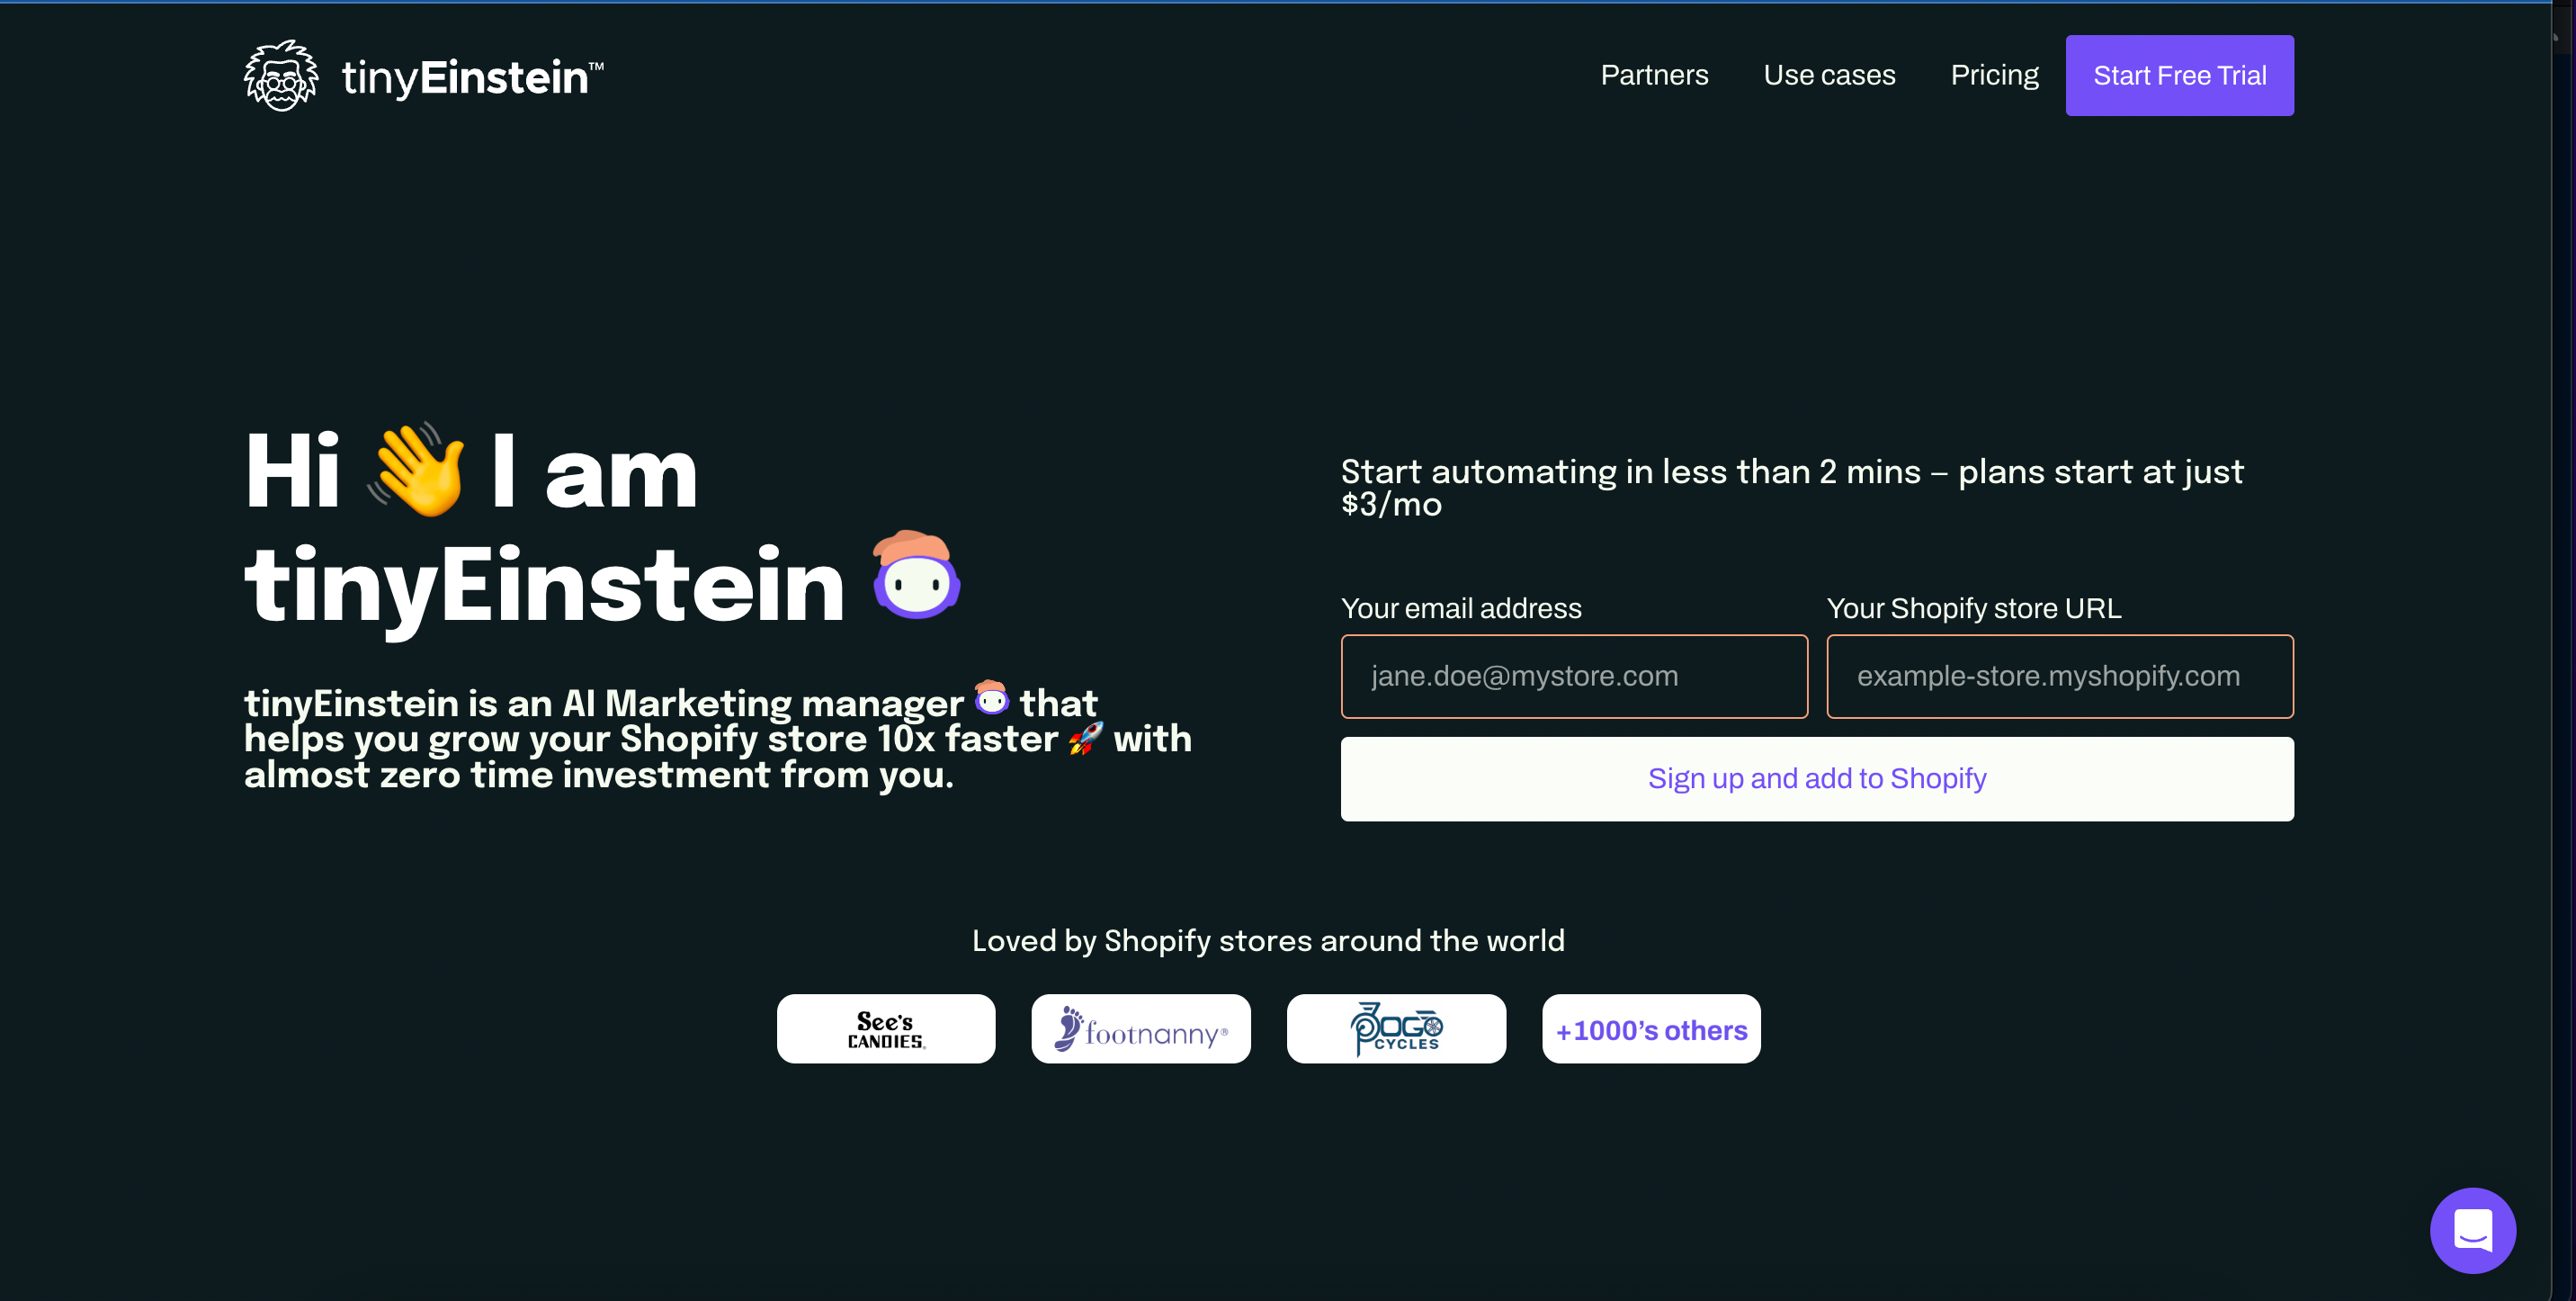 tinyEinstein™
Partners
Use cases
Pricing
Start Free Trial
Hi 👋 I am
tinyEinstein
tinyEinstein is an AI Marketing manager that
helps you grow your Shopify store 10x faster 🚀 with
almost zero time investment from you.
Start automating in less than 2 mins – plans start at just
$3/mo
Your email address
Your Shopify store URL
jane.doe@mystore.com
example-store.myshopify.com
Sign up and add to Shopify
Loved by Shopify stores around the world
See's
CANDIES®
footnanny®
POGO
CYCLES
+1000’s others